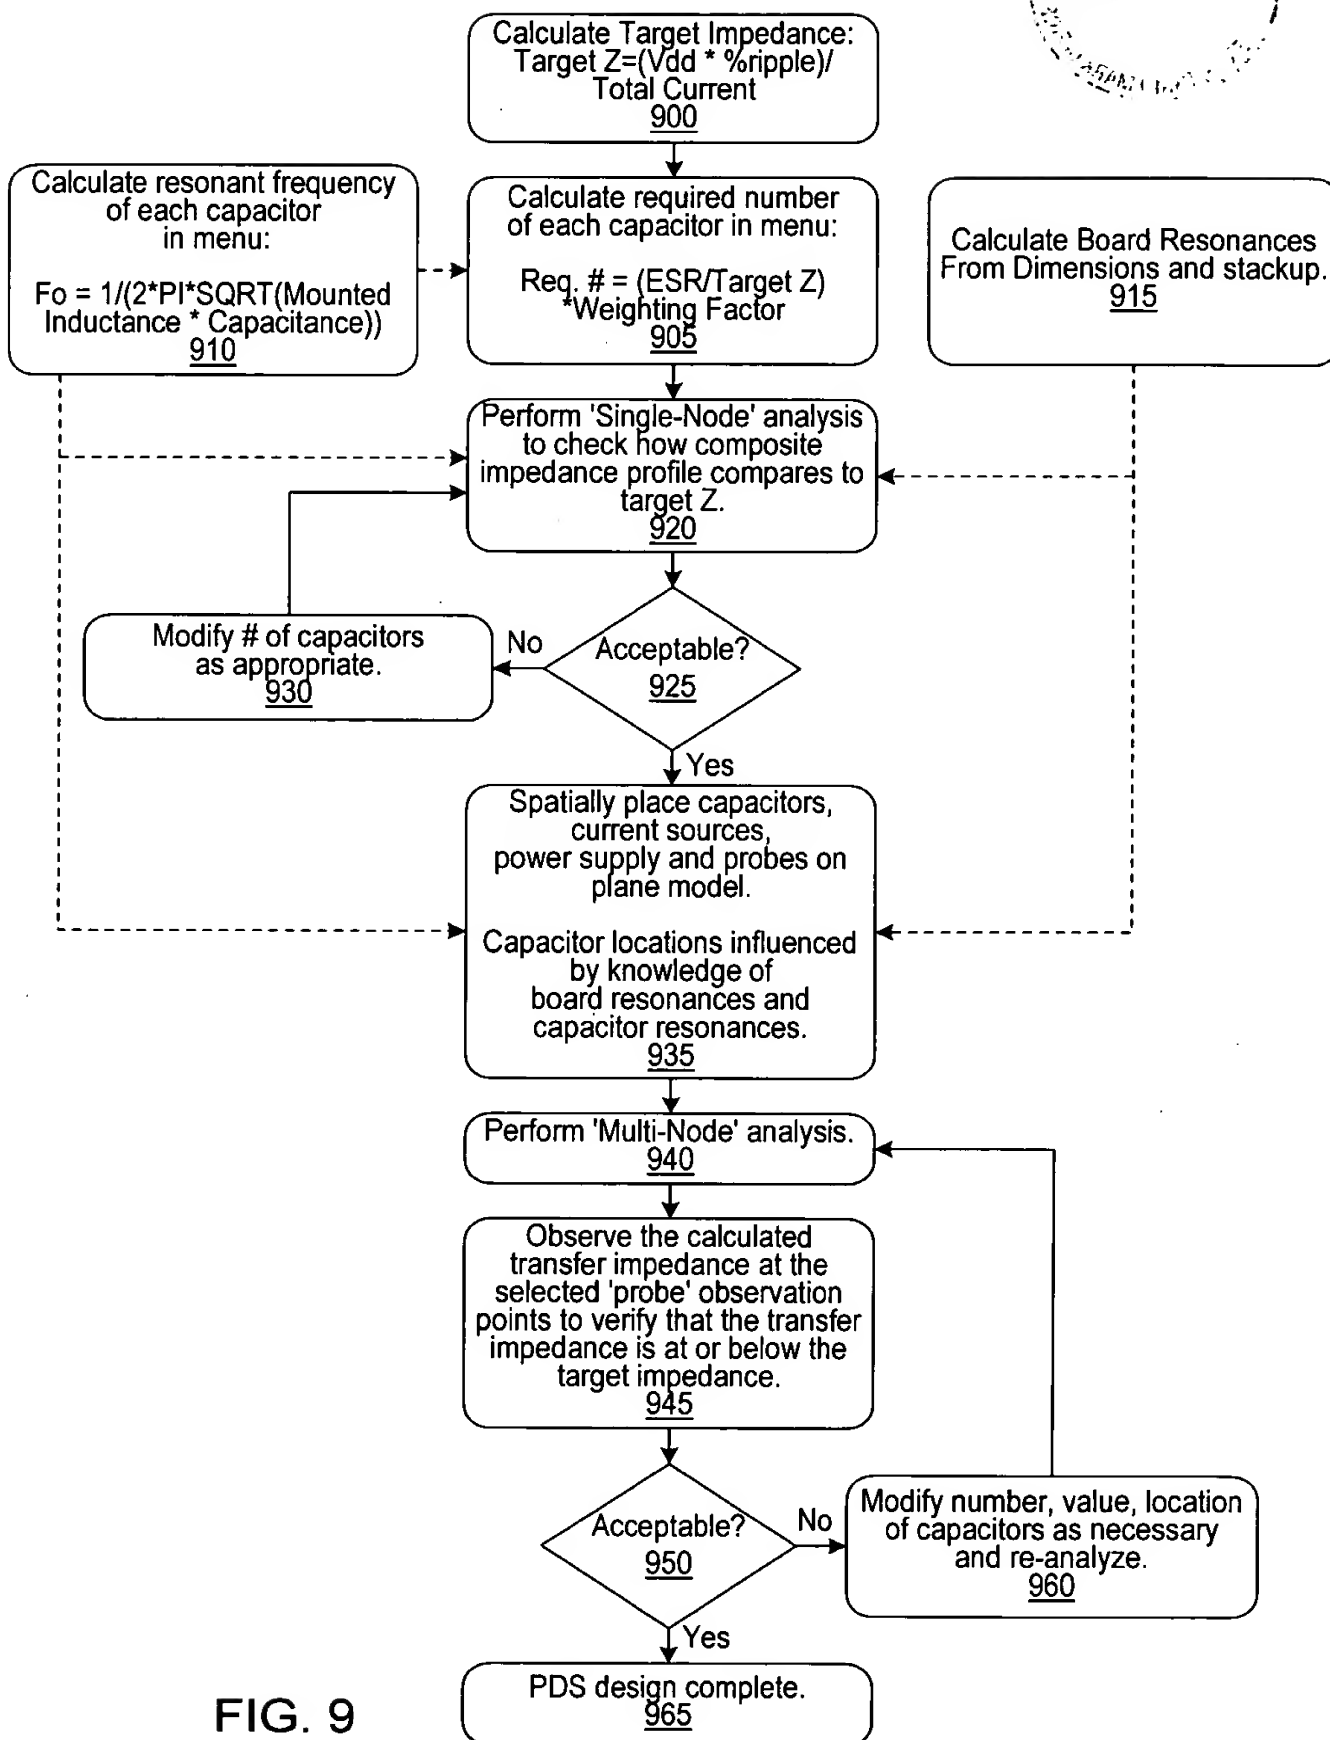 Calculate Target Impedance:
Target Z=(Vdd * %ripple)/
Total Current
900
Calculate resonant frequency
of each capacitor
in menu:
Fo = 1/(2*PI*SQRT(Mounted
Inductance * Capacitance))
910
Calculate required number
of each capacitor in menu:
Req. # = (ESR/Target Z)
*Weighting Factor
905
Calculate Board Resonances
From Dimensions and stackup.
915
Perform 'Single-Node' analysis
to check how composite
impedance profile compares to
target Z.
920
Modify # of capacitors
as appropriate.
930
No
Acceptable?
925
Yes
Spatially place capacitors,
current sources,
power supply and probes on
plane model.
Capacitor locations influenced
by knowledge of
board resonances and
capacitor resonances.
935
Perform 'Multi-Node' analysis.
940
Observe the calculated
transfer impedance at the
selected 'probe' observation
points to verify that the transfer
impedance is at or below the
target impedance.
945
Acceptable?
950
No
Modify number, value, location
of capacitors as necessary
and re-analyze.
960
Yes
PDS design complete.
965
FIG. 9